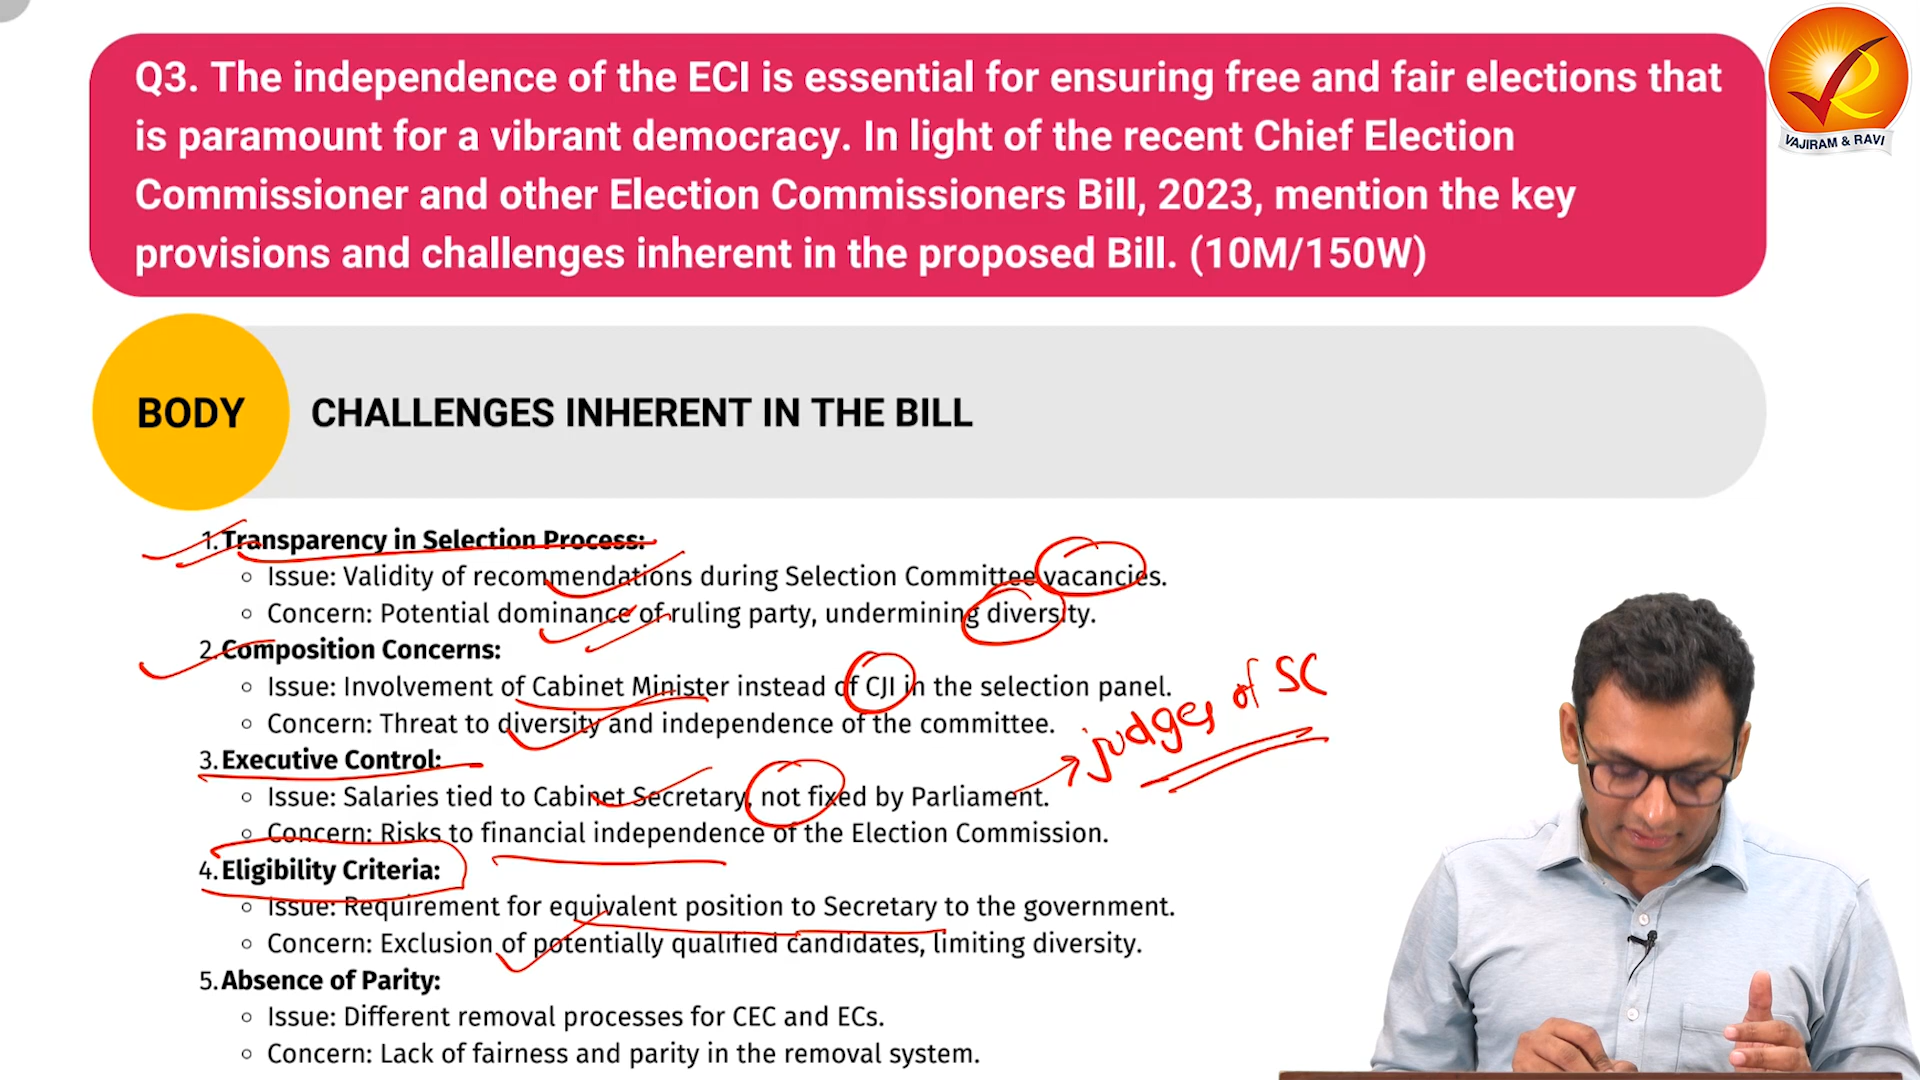 Q3. The independence of the ECI is essential for ensuring free and fair elections that
is paramount for a vibrant democracy. In light of the recent Chief Election
Commissioner and other Election Commissioners Bill, 2023, mention the key
provisions and challenges inherent in the proposed Bill. (10M/150W)
VAJIRAM & RAVI
BODY
CHALLENGES INHERENT IN THE BILL
1. Transparency in Selection Process:
Issue: Validity of recommendations during Selection Committee vacancies.
Concern: Potential dominance of ruling party, undermining diversity.
2. Composition Concerns:
Issue: Involvement of Cabinet Minister instead of CJI in the selection panel.
Concern: Threat to diversity and independence of the committee.
3. Executive Control:
Issue: Salaries tied to Cabinet Secretary, not fixed by Parliament.
judges of SC
Concern: Risks to financial independence of the Election Commission.
4. Eligibility Criteria:
Issue: Requirement for equivalent position to Secretary to the government.
Concern: Exclusion of potentially qualified candidates, limiting diversity.
5. Absence of Parity:
Issue: Different removal processes for CEC and ECs.
Concern: Lack of fairness and parity in the removal system.